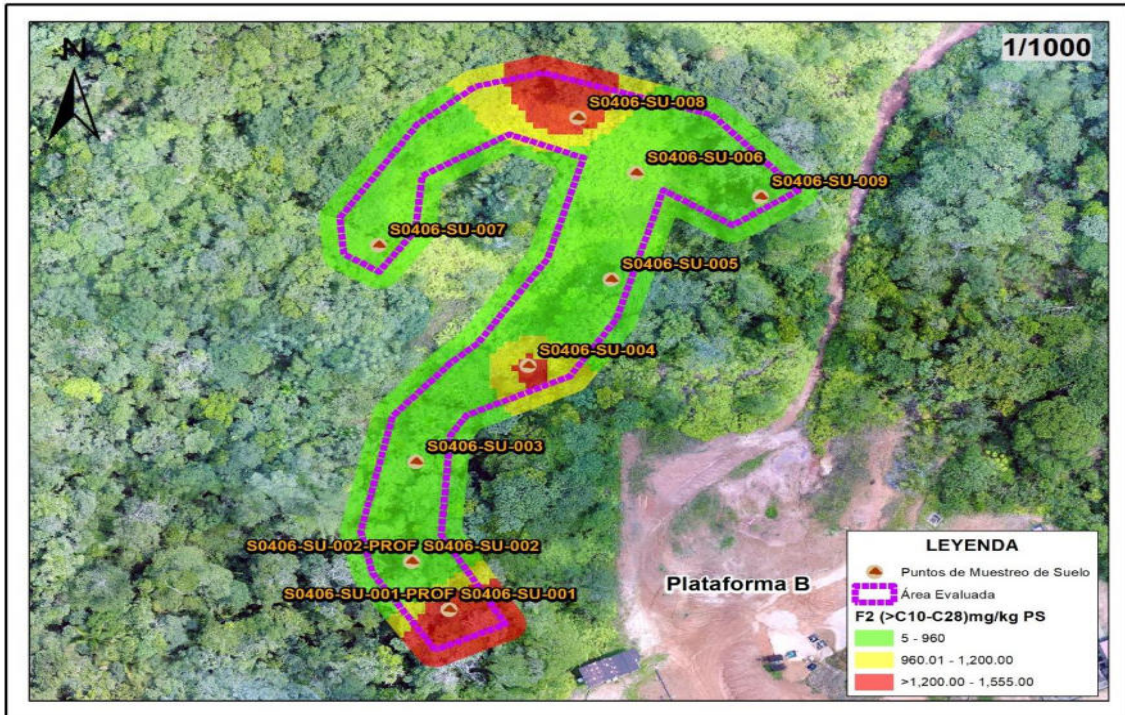 N
1/1000
S0406-SU-008
S0406-SU-006
S0406-SU-009
S0406-SU-007
S0406-SU-005
S0406-SU-004
S0406-SU-003
S0406-SU-002-PROF S0406-SU-002
S0406-SU-001-PROF S0406-SU-001
Plataforma B
LEYENDA
Puntos de Muestreo de Suelo
Área Evaluada
F2 (>C10-C28)mg/kg PS
5 - 960
960.01 - 1,200.00
>1,200.00 - 1,555.00